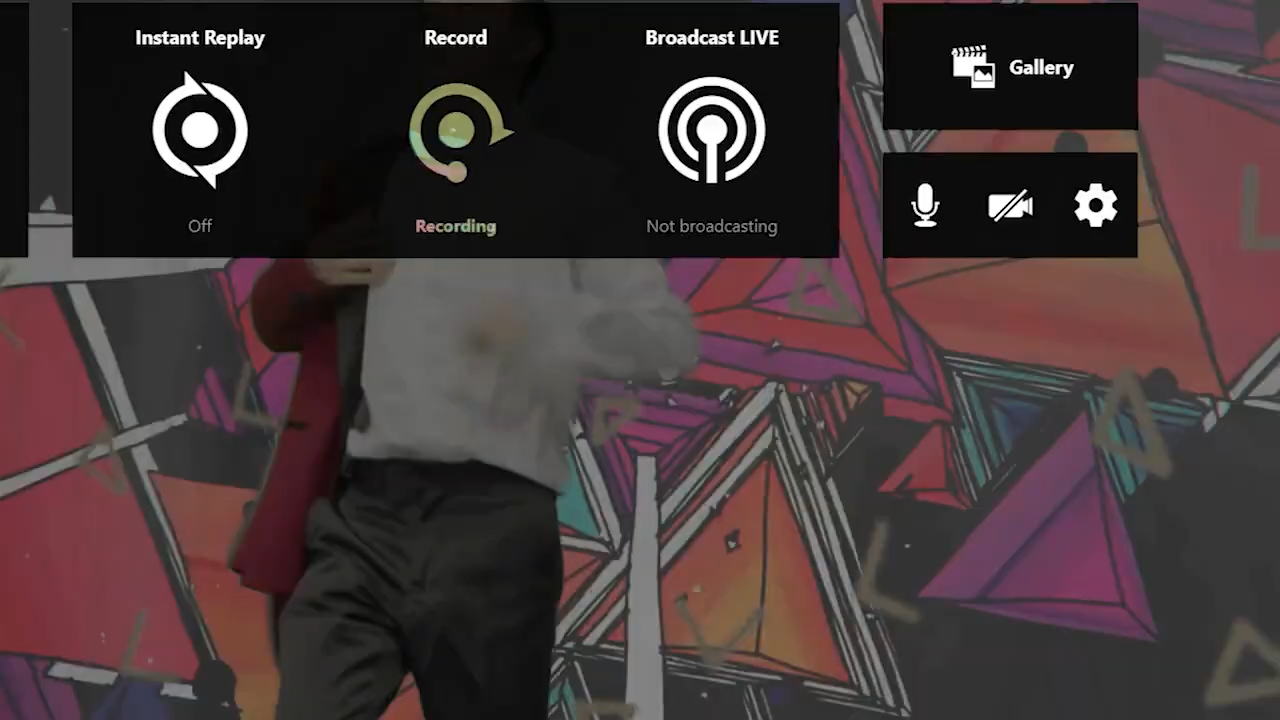 Instant Replay
Record
Broadcast LIVE
Gallery
Off
Recording
Not broadcasting